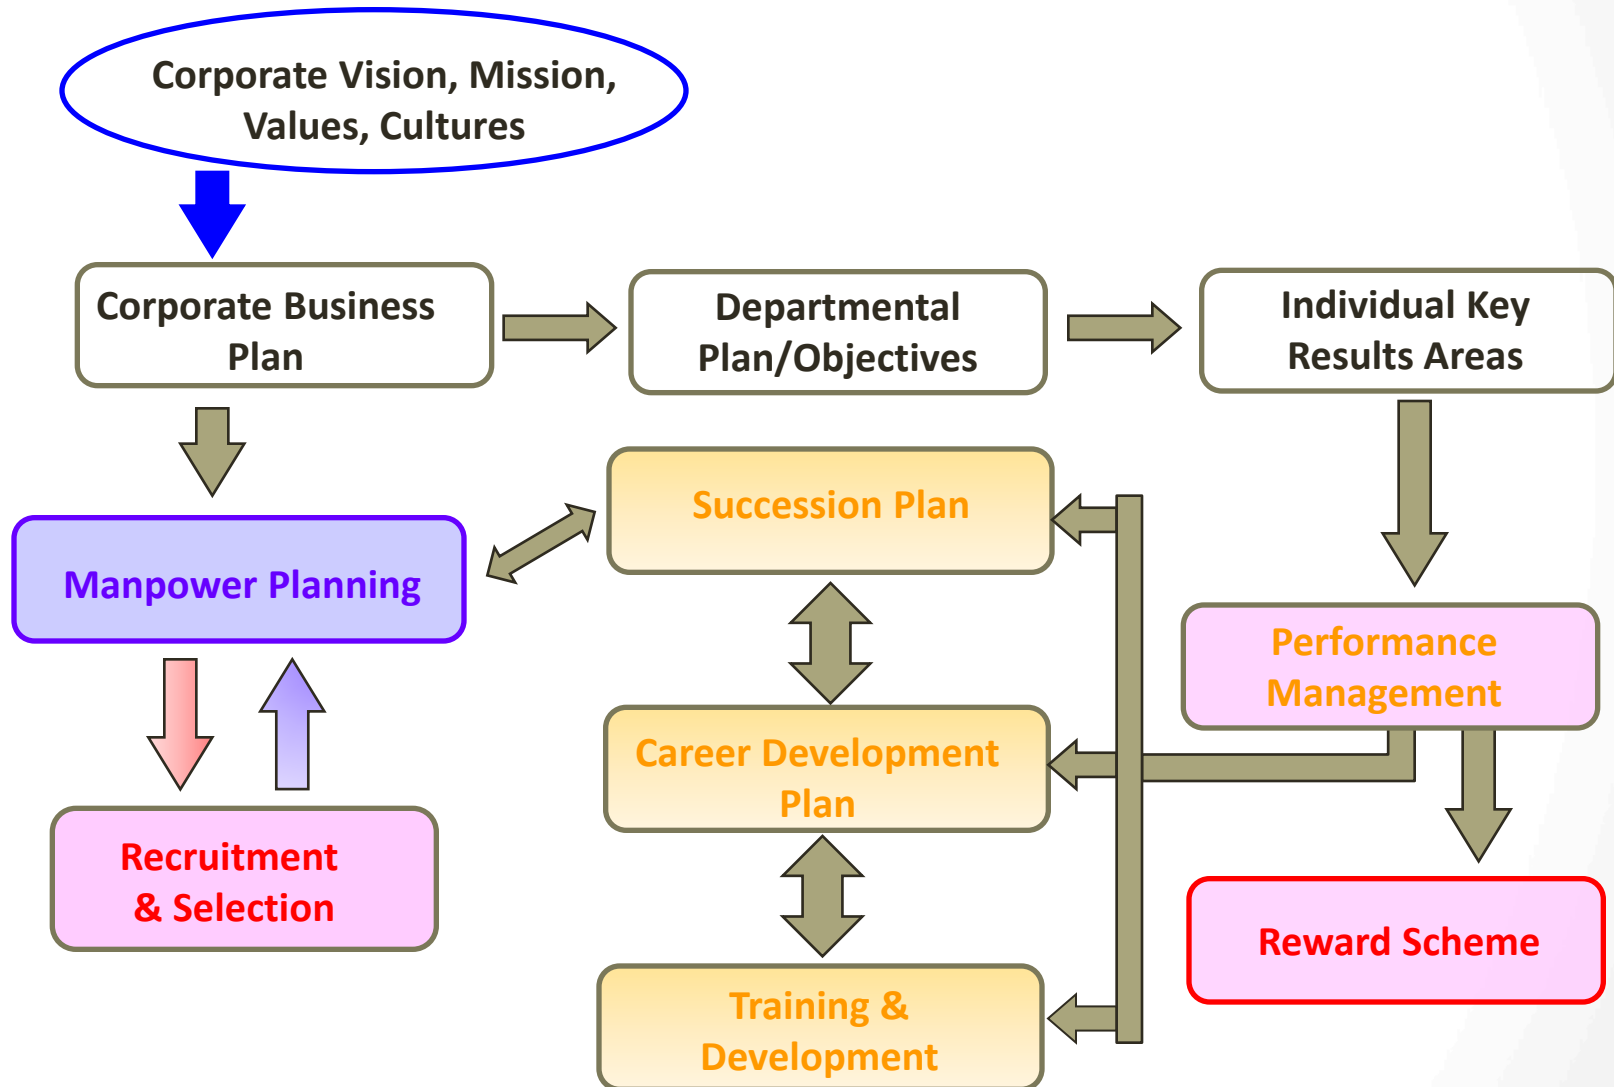 Corporate Vision, Mission,
Values, Cultures
Corporate Business
Plan
Departmental
Plan/Objectives
Individual Key
Results Areas
Succession Plan
Manpower Planning
Performance
Management
Career Development
Plan
Recruitment
& Selection
Reward Scheme
Training &
Development